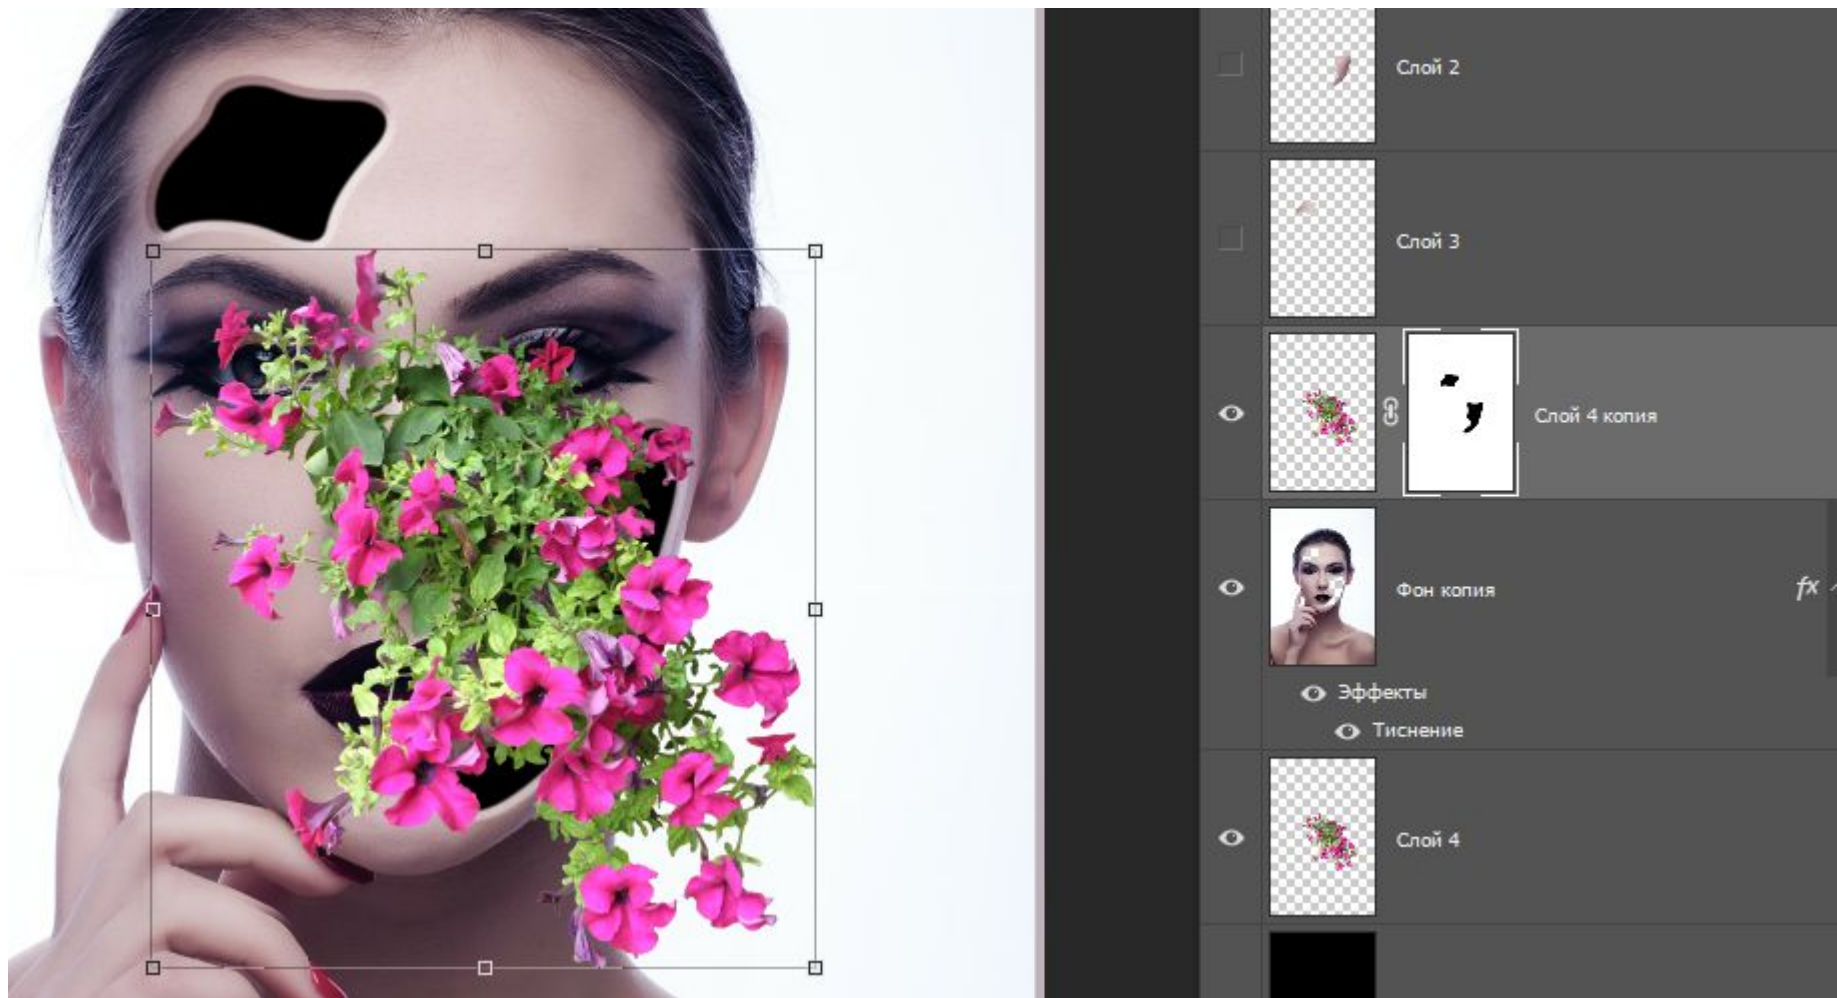 Слой 2
Слой 3
Слой 4 копия
Фон копия
fx
Эффекты
Тиснение
Слой 4